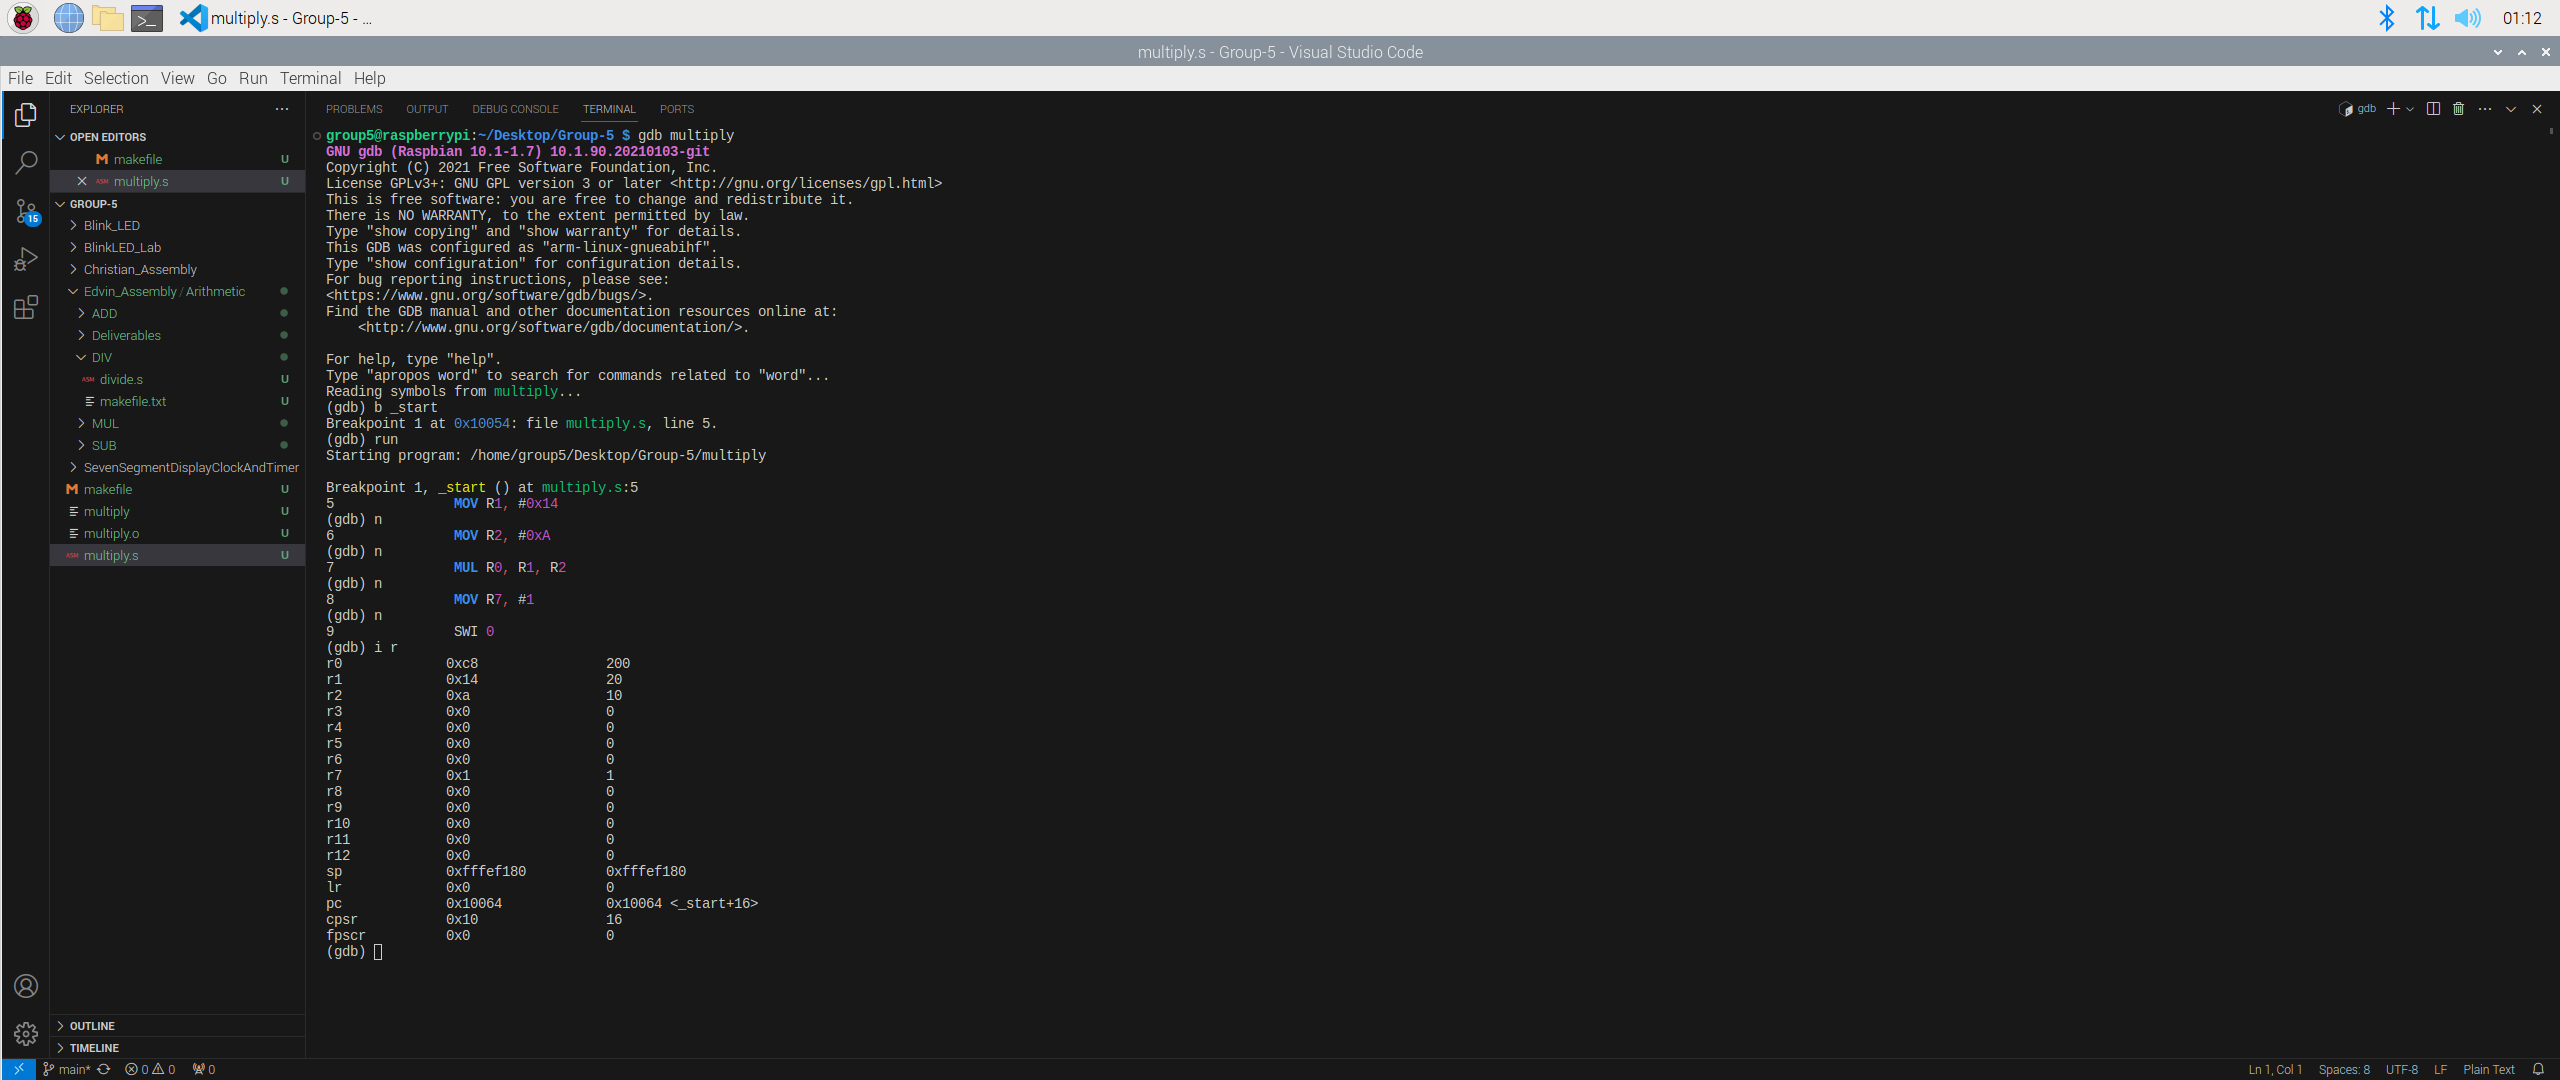 multiply.s - Group-5 - ...
01:12
multiply.s - Group-5 - Visual Studio Code
File Edit Selection View Go Run Terminal Help
EXPLORER
OPEN EDITORS
makefile U
multiply.s U
GROUP-5
15
Blink_LED
BlinkLED_Lab
Christian_Assembly
Edvin_Assembly / Arithmetic
ADD
Deliverables
DIV
divide.s U
makefile.txt U
MUL
SUB
SevenSegmentDisplayClockAndTimer
makefile U
multiply U
multiply.o U
multiply.s U
OUTLINE
TIMELINE
PROBLEMS OUTPUT DEBUG CONSOLE TERMINAL PORTS
gdb
group5@raspberrypi:~/Desktop/Group-5 $ gdb multiply
GNU gdb (Raspbian 10.1-1.7) 10.1.90.20210103-git
Copyright (C) 2021 Free Software Foundation, Inc.
License GPLv3+: GNU GPL version 3 or later <http://gnu.org/licenses/gpl.html>
This is free software: you are free to change and redistribute it.
There is NO WARRANTY, to the extent permitted by law.
Type "show copying" and "show warranty" for details.
This GDB was configured as "arm-linux-gnueabihf".
Type "show configuration" for configuration details.
For bug reporting instructions, please see:
<https://www.gnu.org/software/gdb/bugs/>.
Find the GDB manual and other documentation resources online at:
<http://www.gnu.org/software/gdb/documentation/>.
For help, type "help".
Type "apropos word" to search for commands related to "word"...
Reading symbols from multiply...
(gdb) b _start
Breakpoint 1 at 0x10054: file multiply.s, line 5.
(gdb) run
Starting program: /home/group5/Desktop/Group-5/multiply
Breakpoint 1, _start () at multiply.s:5
5 MOV R1, #0x14
(gdb) n
6 MOV R2, #0xA
(gdb) n
7 MUL R0, R1, R2
(gdb) n
8 MOV R7, #1
(gdb) n
9 SWI 0
(gdb) i r
r0 0xc8 200
r1 0x14 20
r2 0xa 10
r3 0x0 0
r4 0x0 0
r5 0x0 0
r6 0x0 0
r7 0x1 1
r8 0x0 0
r9 0x0 0
r10 0x0 0
r11 0x0 0
r12 0x0 0
sp 0xfffef180 0xfffef180
lr 0x0 0
pc 0x10064 0x10064 <_start+16>
cpsr 0x10 16
fpscr 0x0 0
(gdb)
main* 0 0 0
Ln 1, Col 1 Spaces: 8 UTF-8 LF Plain Text